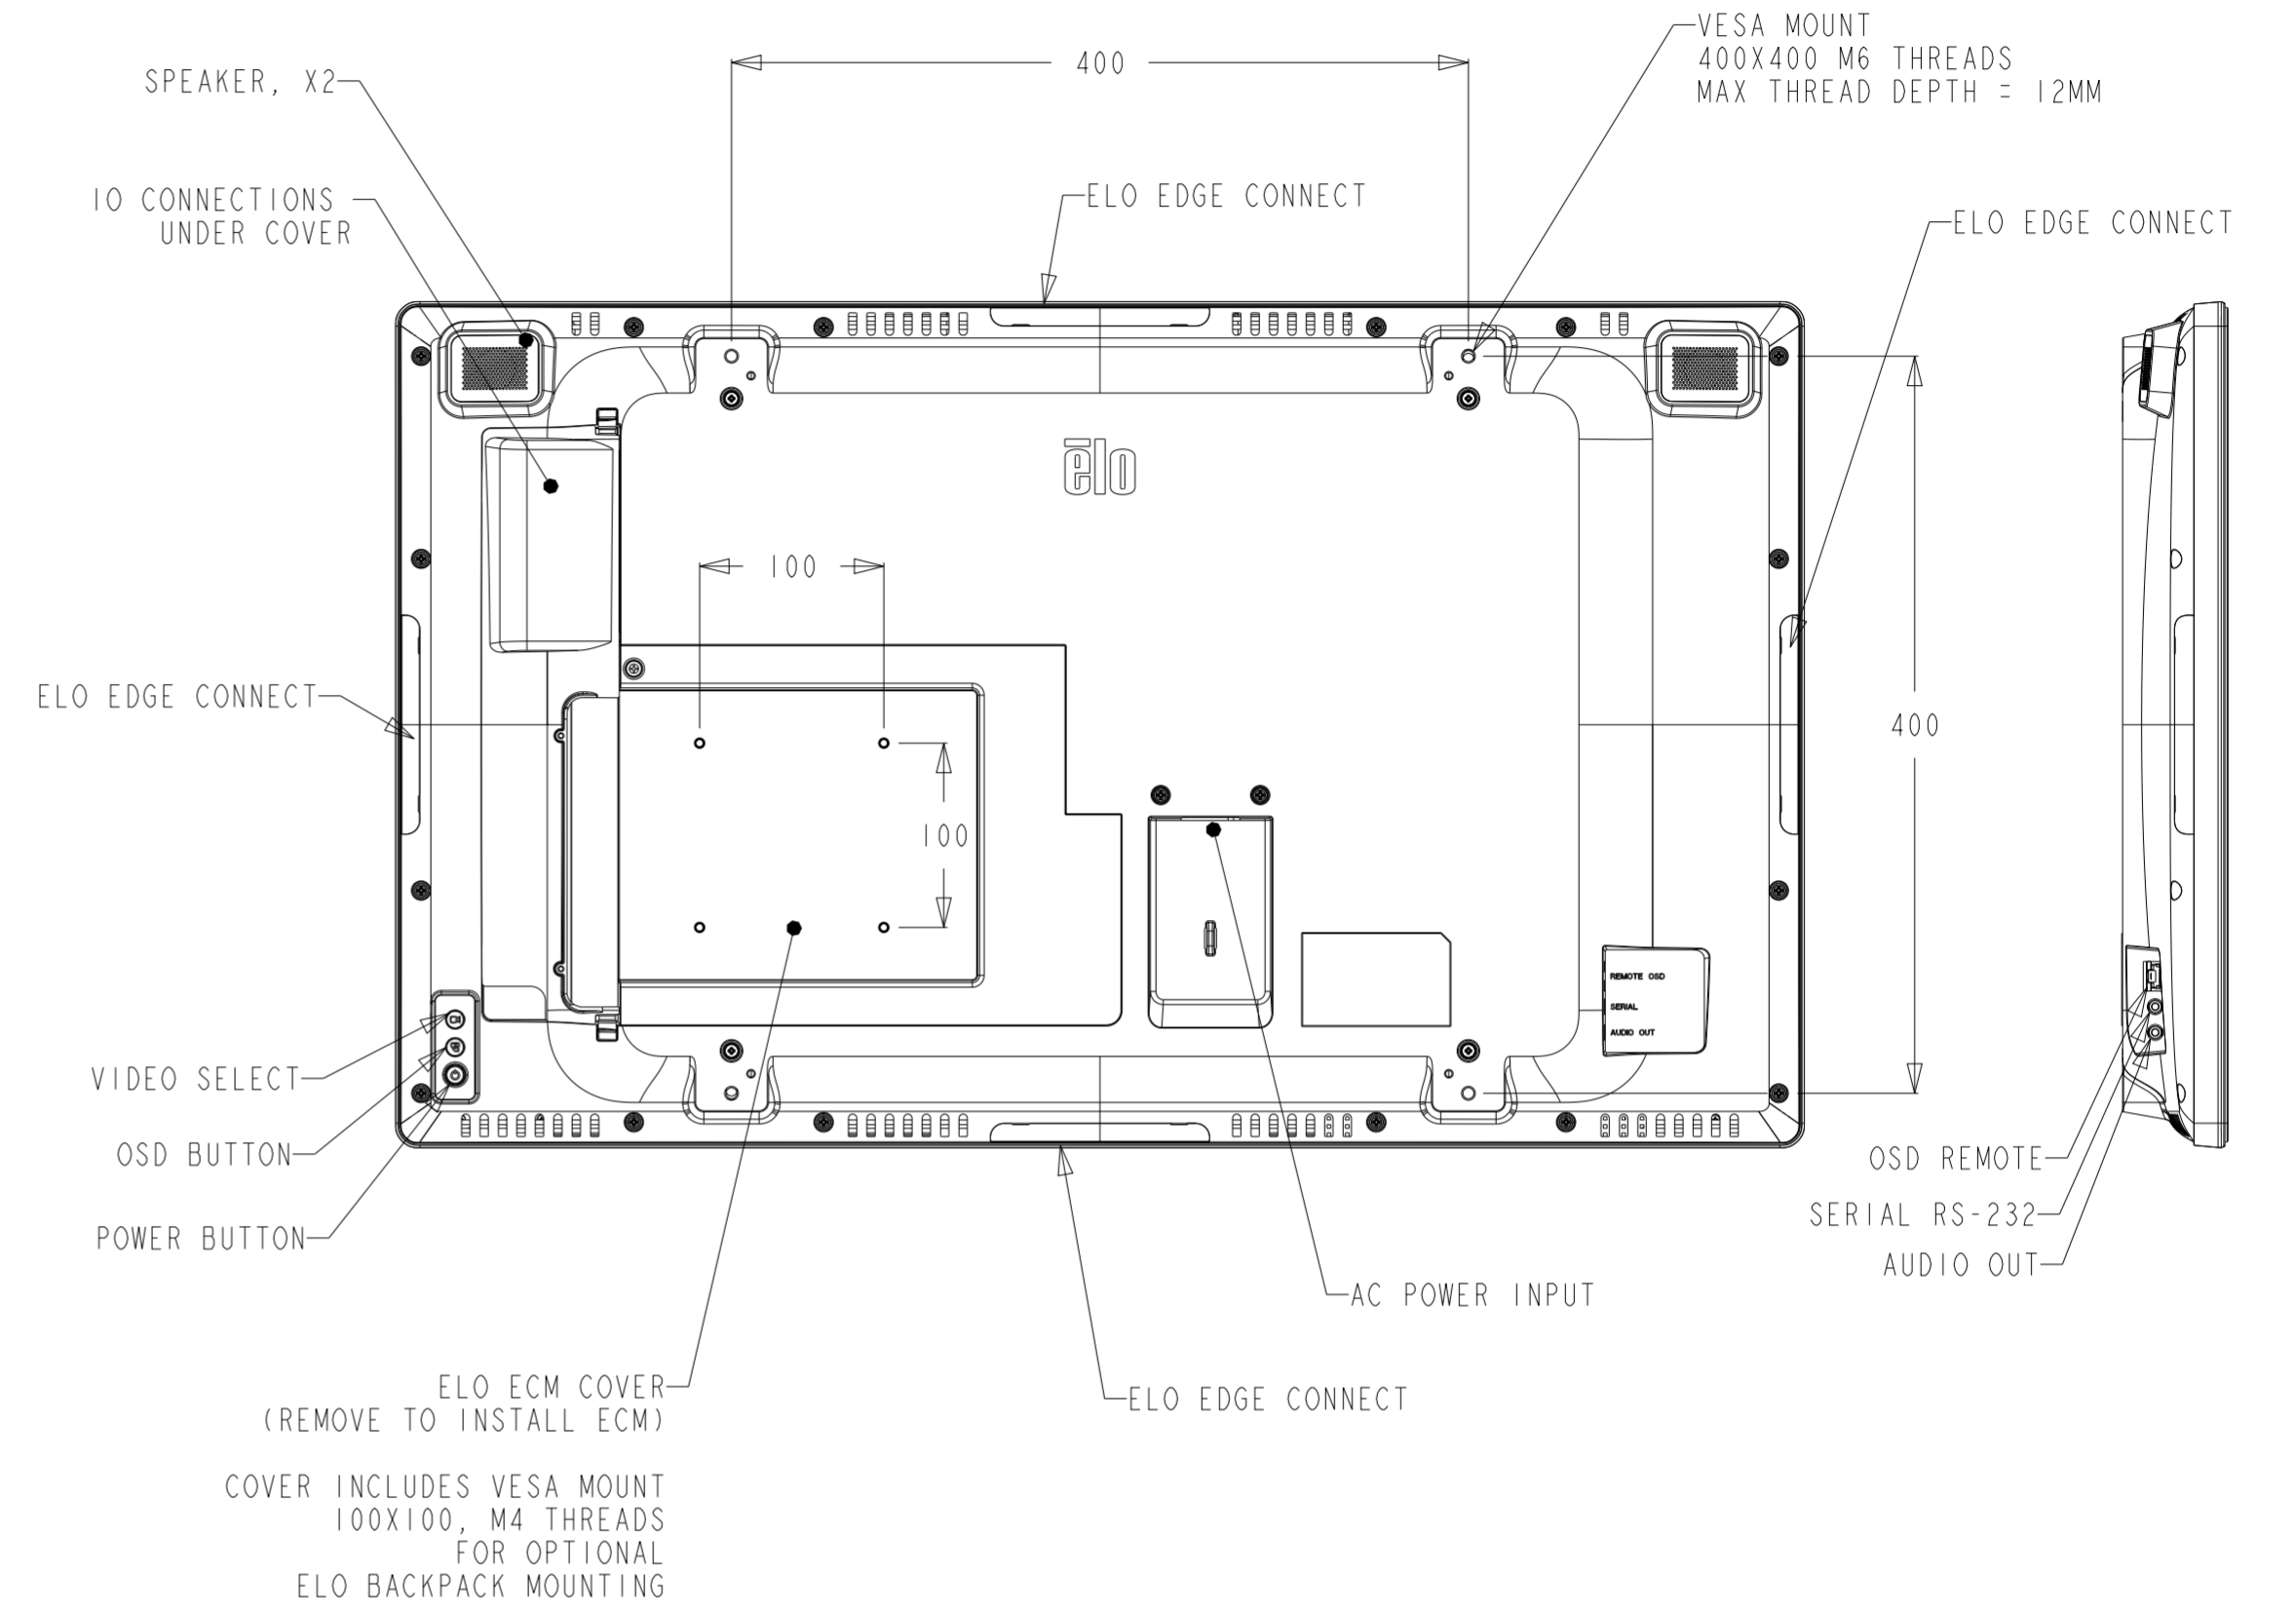 SPEAKER, X2
400
VESA MOUNT
400X400 M6 THREADS
MAX THREAD DEPTH = 12MM
IO CONNECTIONS
UNDER COVER
ELO EDGE CONNECT
ELO EDGE CONNECT
ēlo
100
ELO EDGE CONNECT
400
100
REMOTE OSD
SERIAL
AUDIO OUT
VIDEO SELECT
OSD BUTTON
POWER BUTTON
OSD REMOTE
SERIAL RS-232
AUDIO OUT
AC POWER INPUT
ELO ECM COVER
(REMOVE TO INSTALL ECM)
ELO EDGE CONNECT
COVER INCLUDES VESA MOUNT
100X100, M4 THREADS
FOR OPTIONAL
ELO BACKPACK MOUNTING